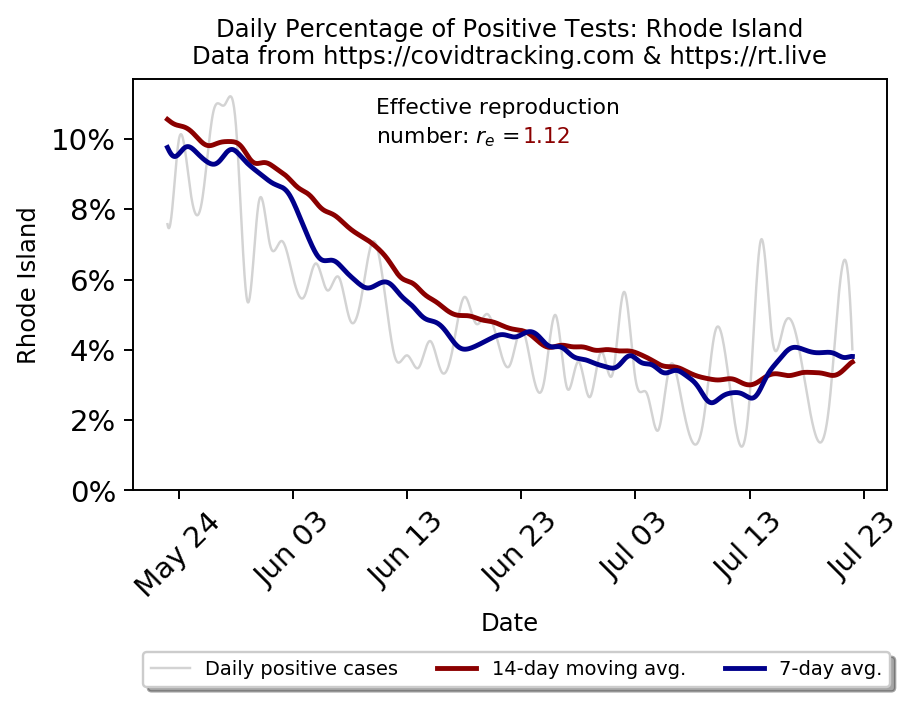 Daily Percentage of Positive Tests: Rhode Island
Data from https://covidtracking.com & https://rt.live
Effective reproduction
number: rₑ =1.12
10%
8%
6%
4%
2%
0%
Rhode Island
May 24
Jun 03
Jun 13
Jun 23
Jul 03
Jul 13
Jul 23
Date
Daily positive cases
14-day moving avg.
7-day avg.